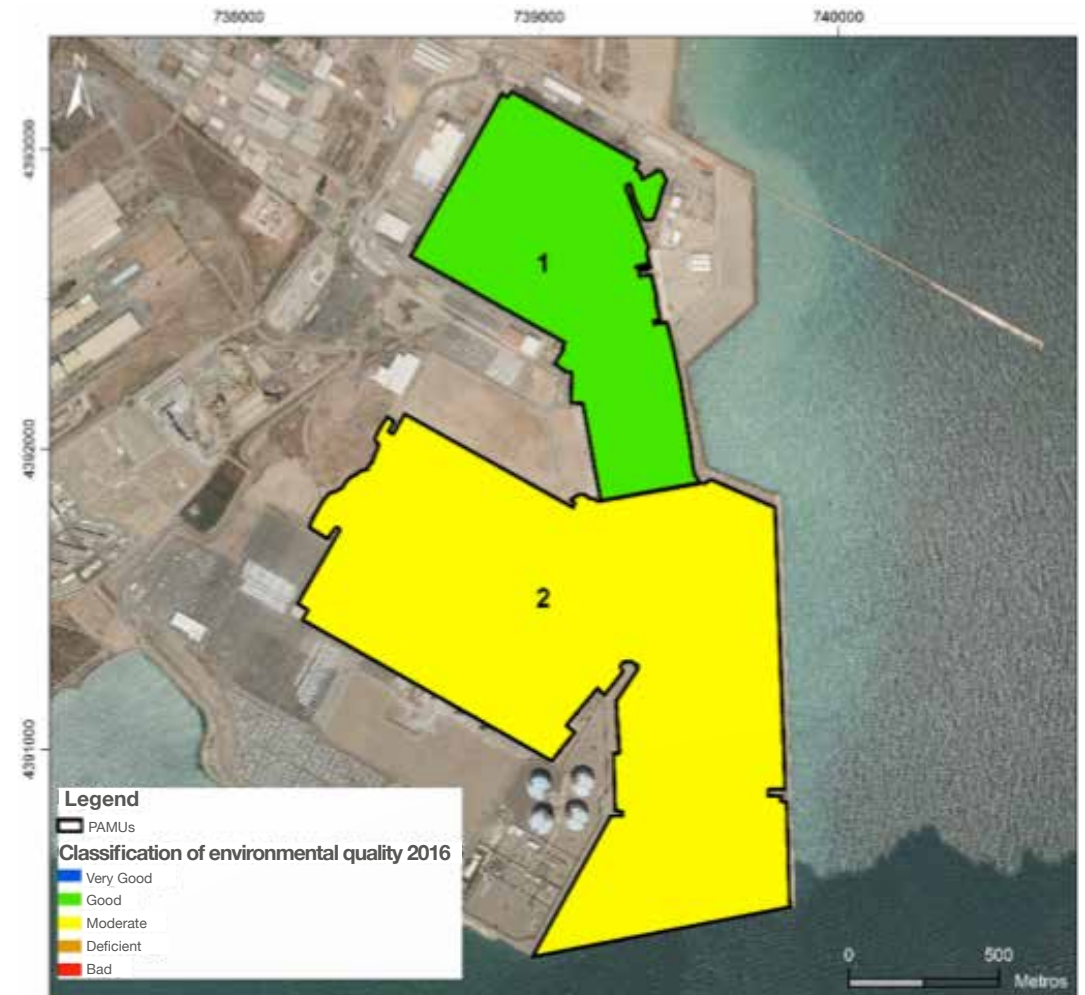 738000 739000 740000
N
4393000
1
4392000
2
4391000
Legend
PAMUs
Classification of environmental quality 2016
Very Good
Good
Moderate
Deficient
Bad
0 500
Metros